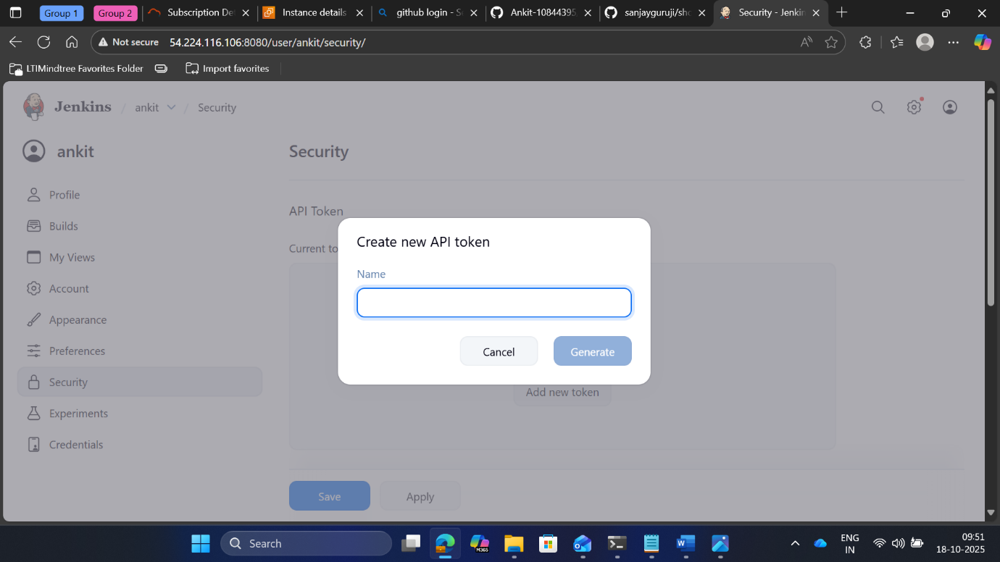 Group 1 Group 2 Subscription De Instance details github login - Se Ankit-10844395 sanjayguruji/sho Security - Jenkin
Not secure 54.224.116.106:8080/user/ankit/security/
LTIMindtree Favorites Folder Import favorites
Jenkins / ankit / Security
ankit
Security
Profile
API Token
Builds
Create new API token
Current to
My Views
Name
Account
Appearance
Preferences
Cancel Generate
Security
Add new token
Experiments
Credentials
Save Apply
Search
M365
ENG
IN
09:51
18-10-2025